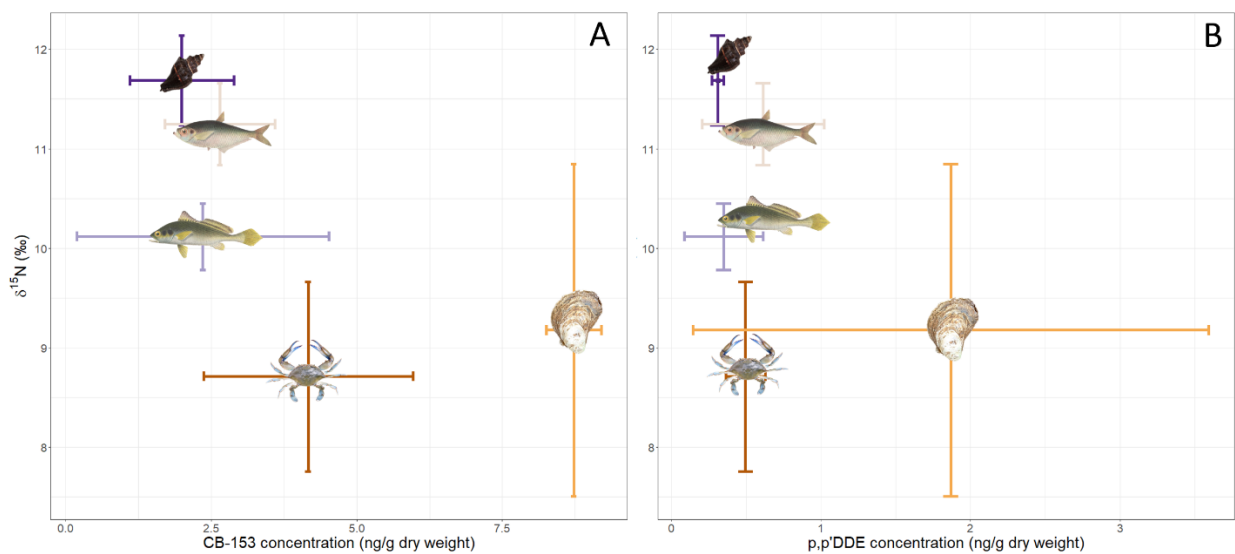 A
B
12
11
10
9
8
δ¹⁵N (‰)
0.0 2.5 5.0 7.5
CB-153 concentration (ng/g dry weight)
12
11
10
9
8
0 1 2 3
p,p'DDE concentration (ng/g dry weight)